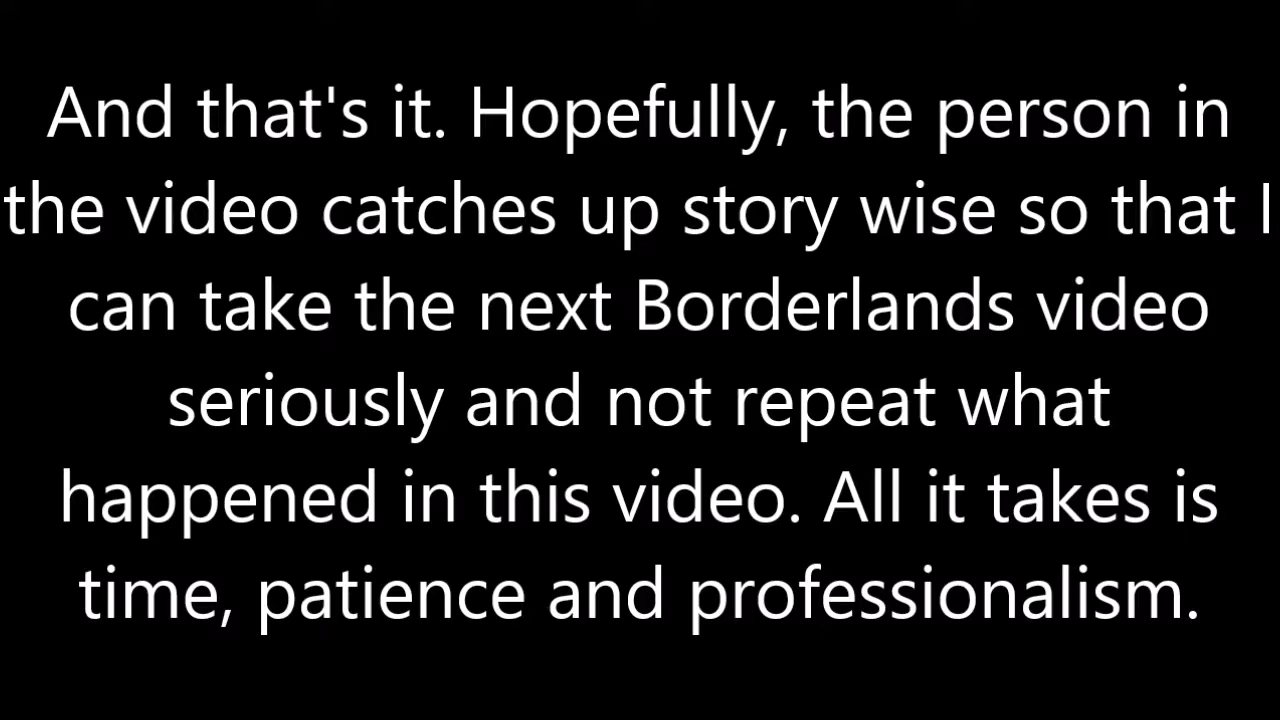 And that's it. Hopefully, the person in
the video catches up story wise so that I
can take the next Borderlands video
seriously and not repeat what
happened in this video. All it takes is
time, patience and professionalism.